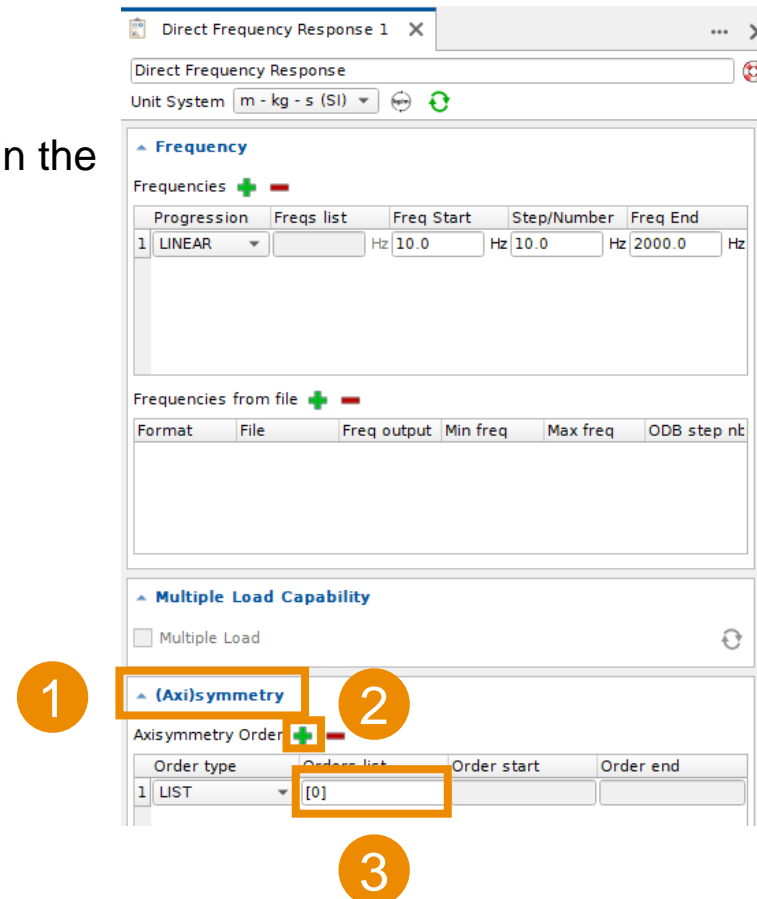 Direct Frequency Response 1
Direct Frequency Response
Unit System m - kg - s (SI)
n the
Frequency
Frequencies
Progression Freqs list Freq Start Step/Number Freq End
1 LINEAR Hz 10.0 Hz 10.0 Hz 2000.0 Hz
Frequencies from file
Format File Freq output Min freq Max freq ODB step nb
Multiple Load Capability
Multiple Load
1 (Axi)symmetry 2
Axisymmetry Order
Order type Orders list Order start Order end
1 LIST [0]
3